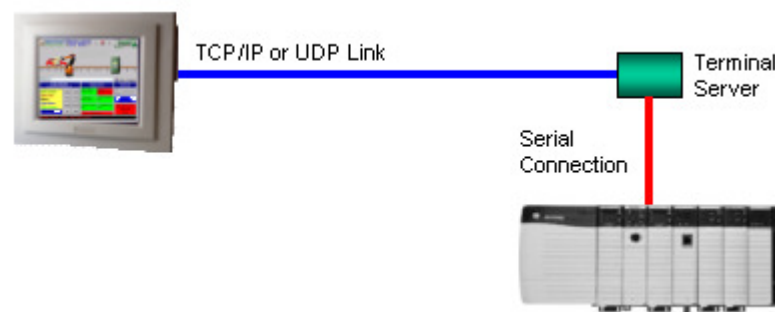 TCP/IP or UDP Link
Terminal
Server
Serial
Connection